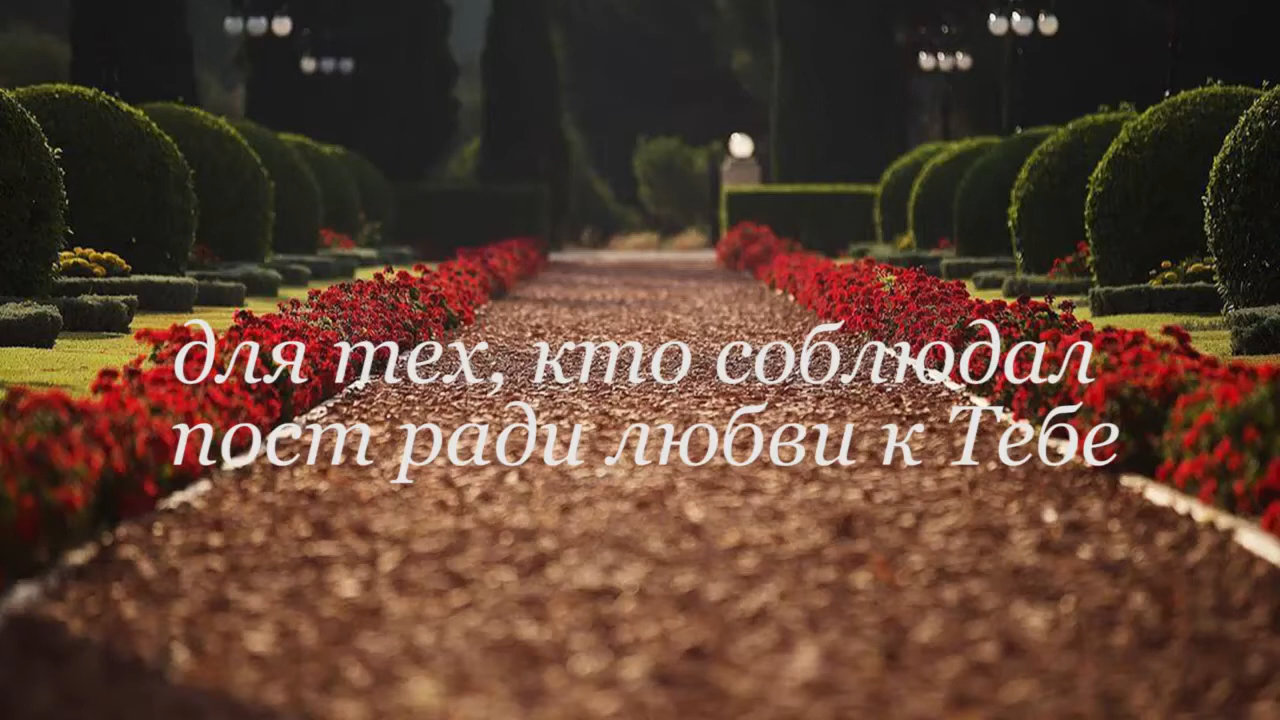 для тех, кто соблюдал
пост ради любви к Тебе